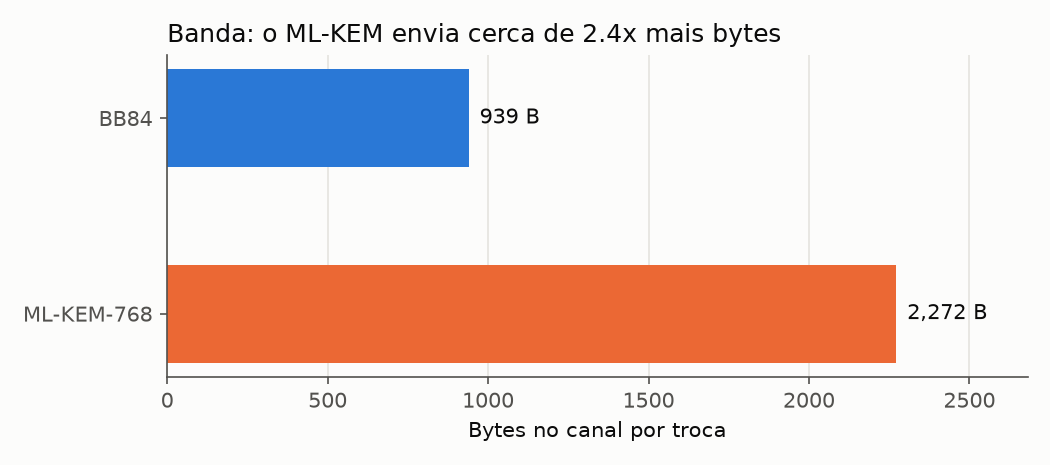 Banda: o ML-KEM envia cerca de 2.4x mais bytes
BB84
939 B
ML-KEM-768
2,272 B
0 500 1000 1500 2000 2500
Bytes no canal por troca